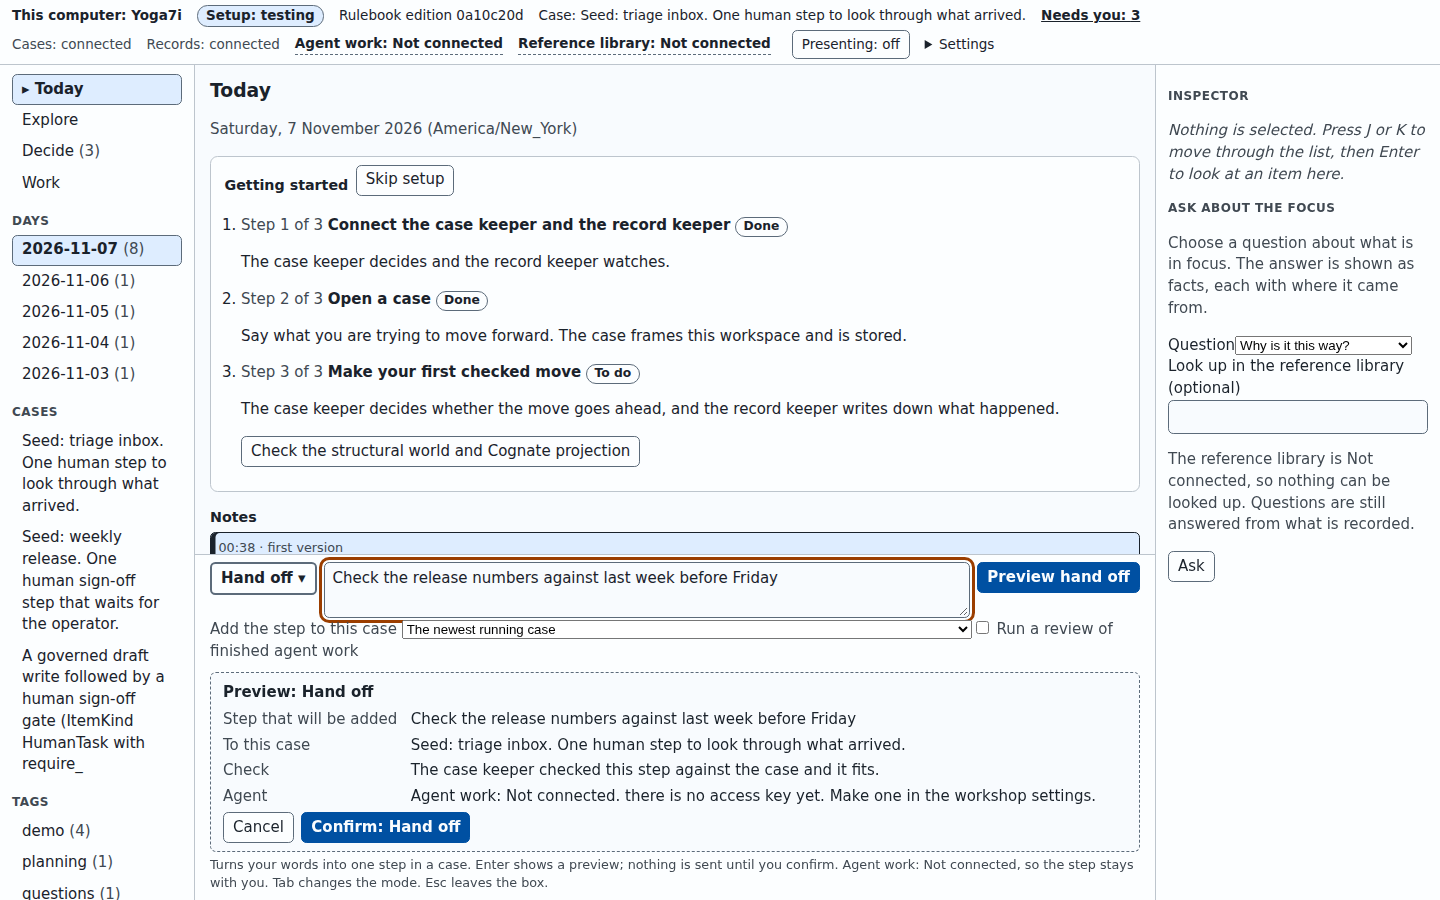 This computer: Yoga7i Setup: testing Rulebook edition 0a10c20d Case: Seed: triage inbox. One human step to look through what arrived. Needs you: 3
Cases: connected Records: connected Agent work: Not connected Reference library: Not connected Presenting: off ▶ Settings
▸ Today
Explore
Decide (3)
Work
DAYS
2026-11-07 (8)
2026-11-06 (1)
2026-11-05 (1)
2026-11-04 (1)
2026-11-03 (1)
CASES
Seed: triage inbox.
One human step to
look through what
arrived.
Seed: weekly
release. One
human sign-off
step that waits for
the operator.
A governed draft
write followed by a
human sign-off
gate (ItemKind
HumanTask with
require_
TAGS
demo (4)
planning (1)
questions (1)
Today
Saturday, 7 November 2026 (America/New_York)
Getting started Skip setup
1. Step 1 of 3 Connect the case keeper and the record keeper Done
The case keeper decides and the record keeper watches.
2. Step 2 of 3 Open a case Done
Say what you are trying to move forward. The case frames this workspace and is stored.
3. Step 3 of 3 Make your first checked move To do
The case keeper decides whether the move goes ahead, and the record keeper writes down what happened.
Check the structural world and Cognate projection
Notes
00:38 · first version
Hand off ▾ Check the release numbers against last week before Friday Preview hand off
Add the step to this case The newest running case Run a review of
finished agent work
Preview: Hand off
Step that will be added Check the release numbers against last week before Friday
To this case Seed: triage inbox. One human step to look through what arrived.
Check The case keeper checked this step against the case and it fits.
Agent Agent work: Not connected. there is no access key yet. Make one in the workshop settings.
Cancel Confirm: Hand off
Turns your words into one step in a case. Enter shows a preview; nothing is sent until you confirm. Agent work: Not connected, so the step stays
with you. Tab changes the mode. Esc leaves the box.
INSPECTOR
Nothing is selected. Press J or K to
move through the list, then Enter
to look at an item here.
ASK ABOUT THE FOCUS
Choose a question about what is
in focus. The answer is shown as
facts, each with where it came
from.
Question Why is it this way?
Look up in the reference library
(optional)
The reference library is Not
connected, so nothing can be
looked up. Questions are still
answered from what is recorded.
Ask